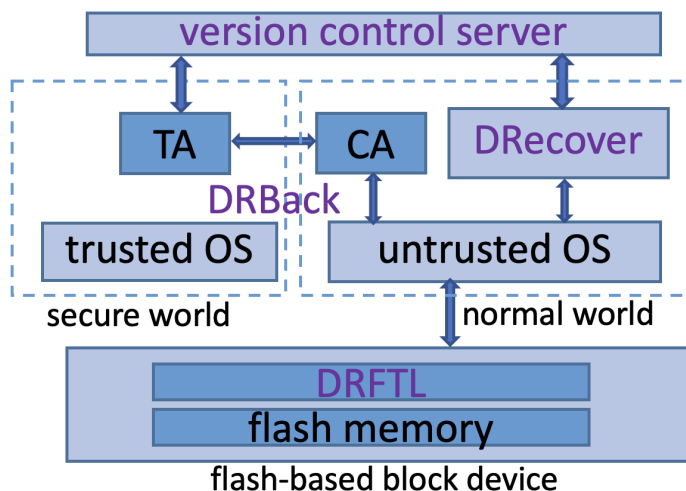 version control server
TA
CA
DRecover
DRBack
trusted OS
untrusted OS
secure world
normal world
DRFTL
flash memory
flash-based block device